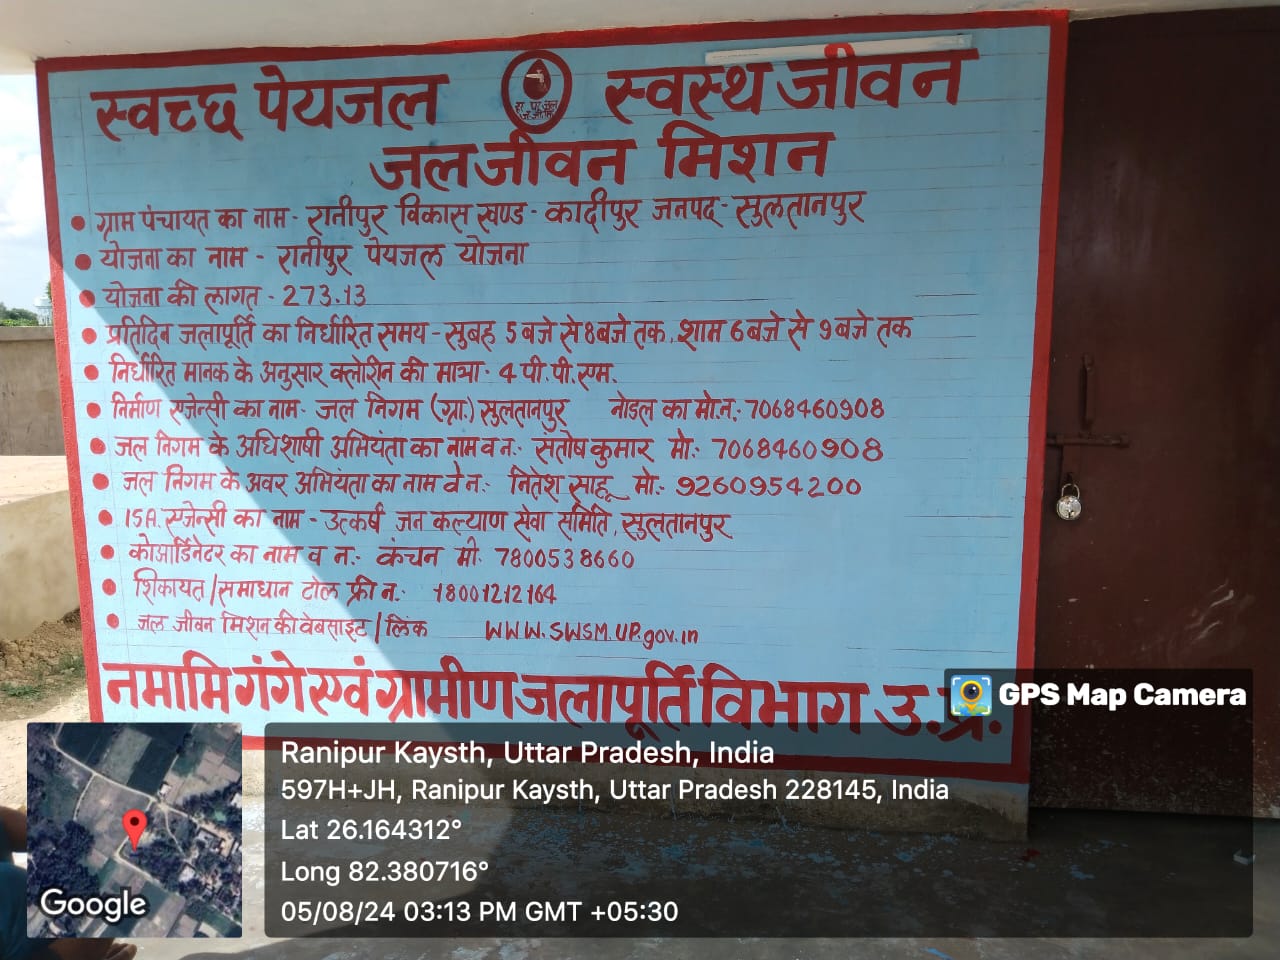 स्वच्छ पेयजल स्वस्थ जीवन
हर घर जल
जल जीवन मिशन
• ग्राम पंचायत का नाम - रानीपुर विकास खण्ड - कादीपुर जनपद - सुलतानपुर
• योजना का नाम - रानीपुर पेयजल योजना
• योजना की लागत - 273.13
• प्रतिदिन जलापूर्ति का निर्धारित समय - सुबह 5 बजे से 8 बजे तक, शाम 6 बजे से 9 बजे तक
• निर्धारित मानक के अनुसार क्लोरीन की मात्रा - 4 पी.पी.एम.
• निर्माण एजेन्सी का नाम - जल निगम (ग्रा.) सुलतानपुर नोडल का मो.न.- 7068460908
• जल निगम के अधिशाषी अभियंता का नाम व न.- सतोष कुमार मो.- 7068460908
• जल निगम के अवर अभियंता का नाम व न.- नितेश साहू मो.- 9260954200
• ISA. एजेन्सी का नाम - उत्कर्ष जन कल्याण सेवा समिति, सुलतानपुर
• कोआर्डिनेटर का नाम व न.- कंचन मो. 7800538660
• शिकायत/समाधान टोल फ्री न.- 18001212164
• जल जीवन मिशन की वेबसाइट/लिंक WWW.SWSM.UP.gov.in
नमामि गंगे एवं ग्रामीण जलापूर्ति विभाग उ.प्र.
GPS Map Camera
Ranipur Kaysth, Uttar Pradesh, India
597H+JH, Ranipur Kaysth, Uttar Pradesh 228145, India
Lat 26.164312°
Long 82.380716°
05/08/24 03:13 PM GMT +05:30
Google